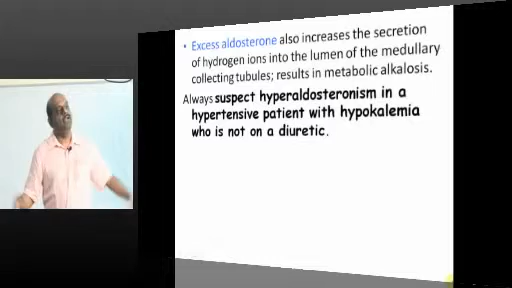 • Excess aldosterone also increases the secretion
of hydrogen ions into the lumen of the medullary
collecting tubules; results in metabolic alkalosis.
Always suspect hyperaldosteronism in a
hypertensive patient with hypokalemia
who is not on a diuretic.